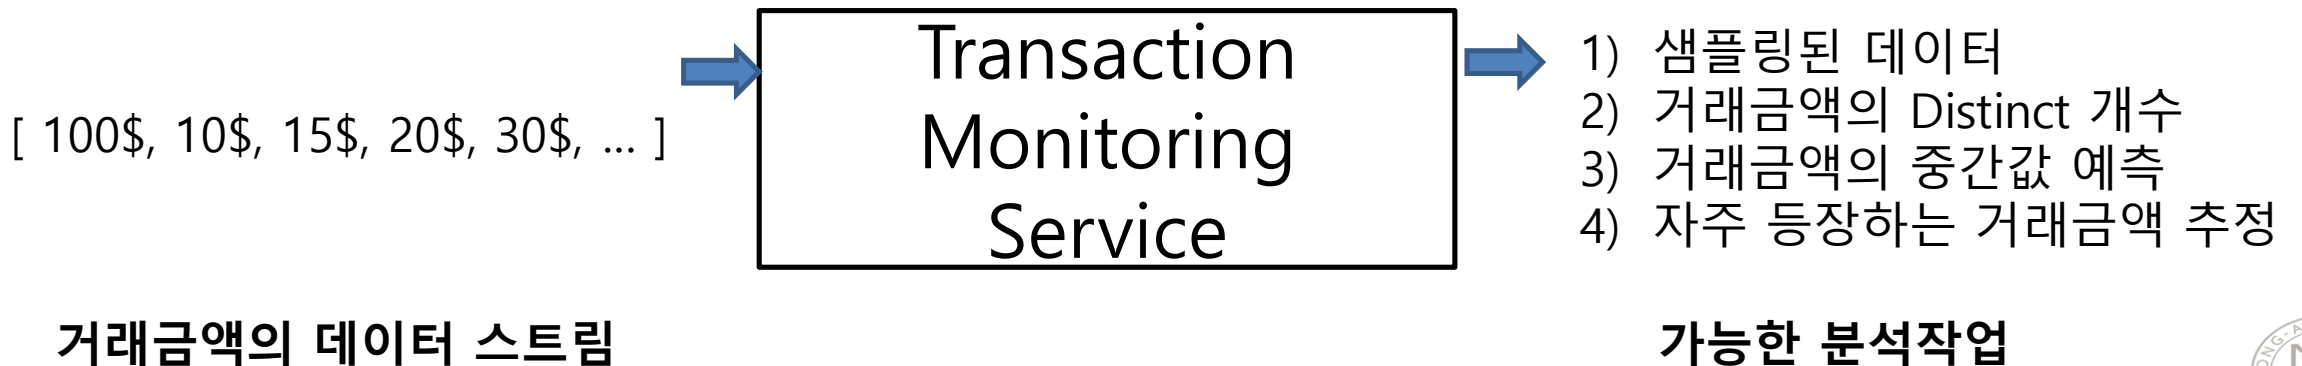 [ 100$, 10$, 15$, 20$, 30$, ... ]
거래금액의 데이터 스트림
Transaction
Monitoring
Service
1) 샘플링된 데이터
2) 거래금액의 Distinct 개수
3) 거래금액의 중간값 예측
4) 자주 등장하는 거래금액 추정
가능한 분석작업